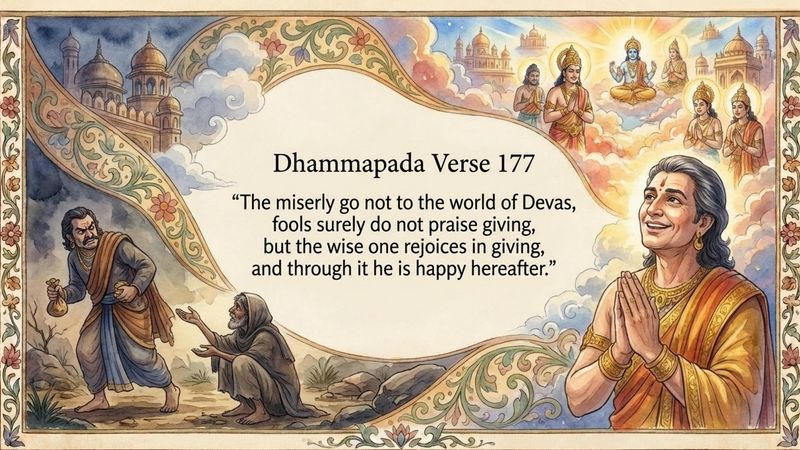 Dhammapada Verse 177
“The miserly go not to the world of Devas,
fools surely do not praise giving,
but the wise one rejoices in giving,
and through it he is happy hereafter.”